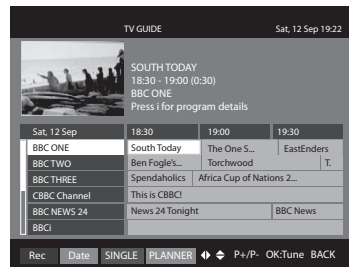 TV GUIDE Sat, 12 Sep 19:22
SOUTH TODAY
18:30 - 19:00 (0:30)
BBC ONE
Press i for program details
Sat, 12 Sep 18:30 19:00 19:30
BBC ONE South Today The One S... EastEnders
BBC TWO Ben Fogle's... Torchwood T.
BBC THREE Spendaholics Africa Cup of Nations 2...
CBBC Channel This is CBBC!
BBC NEWS 24 News 24 Tonight BBC News
BBCi
Rec Date SINGLE PLANNER P+/P- OK:Tune BACK